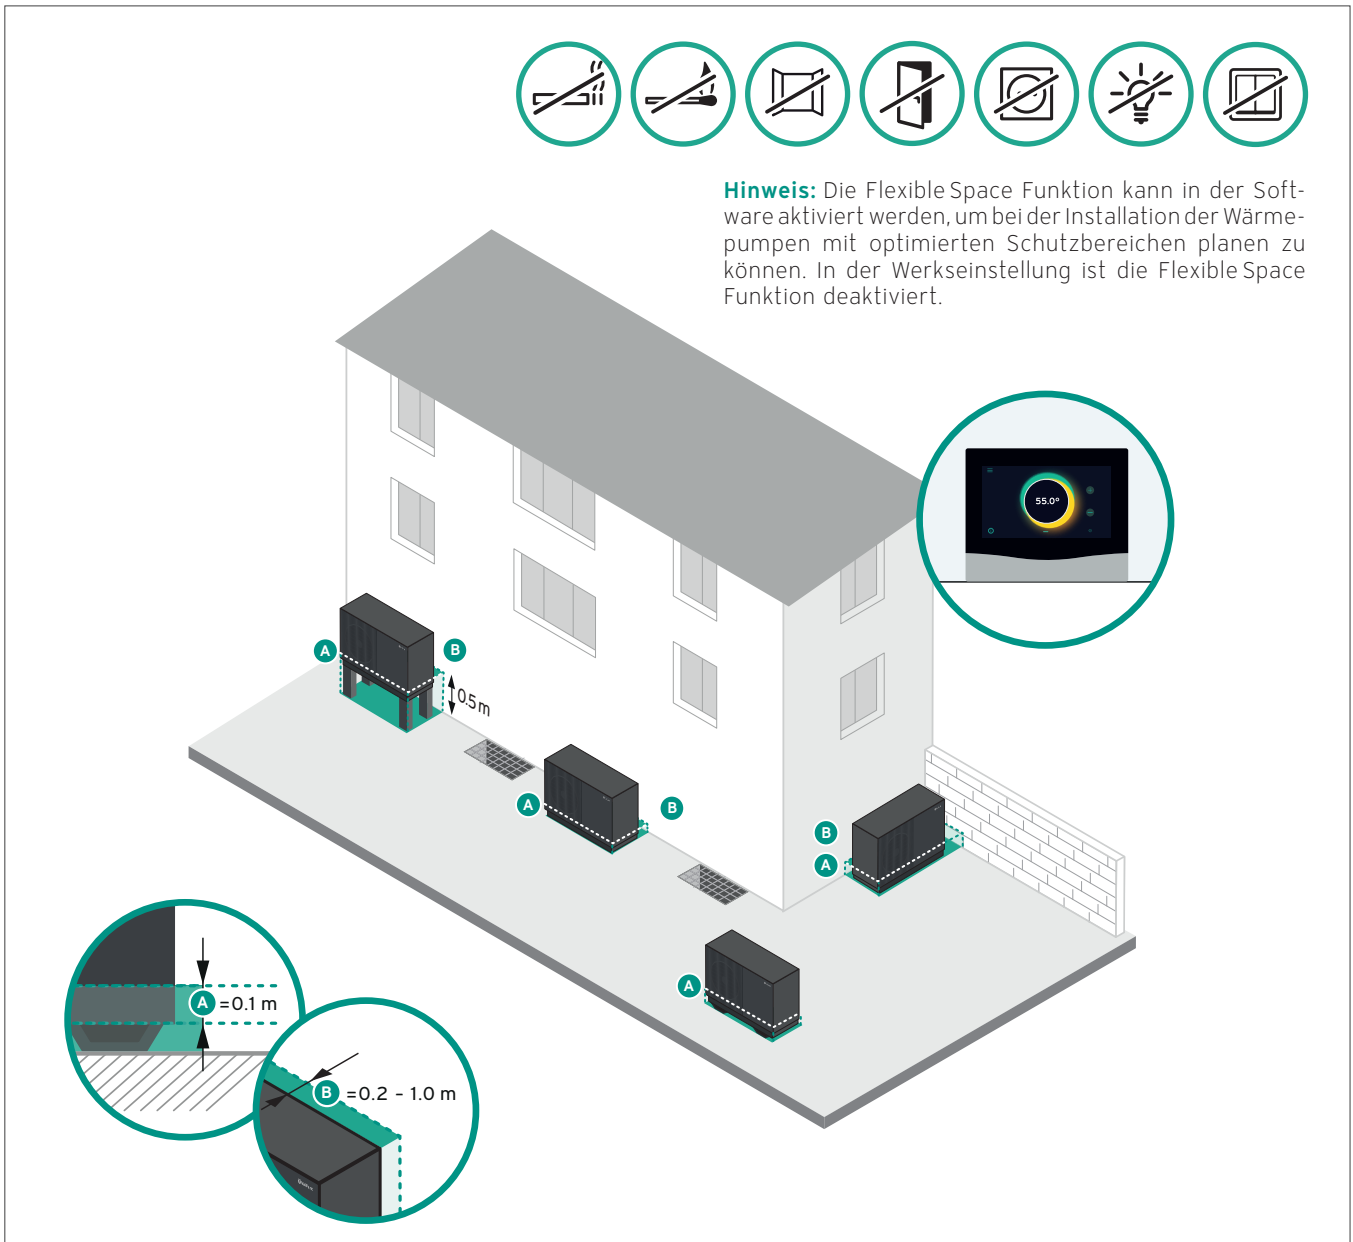 Hinweis: Die Flexible Space Funktion kann in der Soft-
ware aktiviert werden, um bei der Installation der Wärme-
pumpen mit optimierten Schutzbereichen planen zu
können. In der Werkseinstellung ist die Flexible Space
Funktion deaktiviert.
55.0°
A
B
0.5 m
A
B
B
A
A
A =0.1 m
B =0.2 - 1.0 m